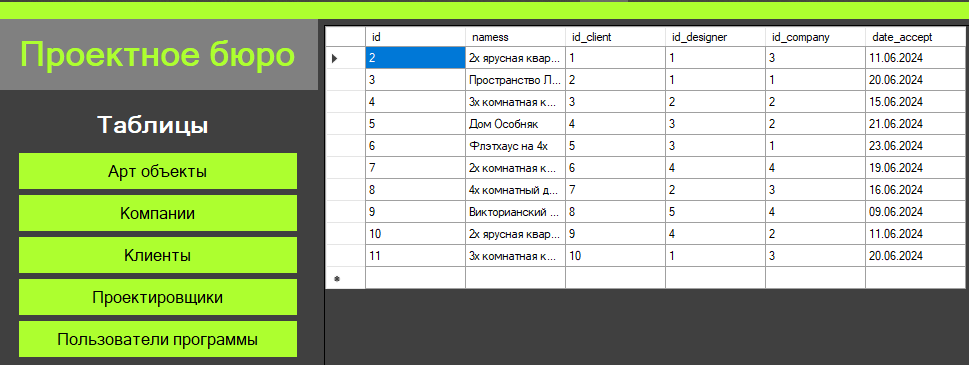 Проектное бюро
Таблицы
Арт объекты
Компании
Клиенты
Проектировщики
Пользователи программы
id namess id_client id_designer id_company date_accept
2 2х ярусная квар... 1 1 3 11.06.2024
3 Пространство Л... 2 1 1 20.06.2024
4 3х комнатная к... 3 2 2 15.06.2024
5 Дом Особняк 4 3 2 21.06.2024
6 Флэтхаус на 4х 5 3 1 23.06.2024
7 2х комнатная к... 6 4 4 19.06.2024
8 4х комнатный д... 7 2 3 16.06.2024
9 Викторианский ... 8 5 4 09.06.2024
10 2х ярусная квар... 9 4 2 11.06.2024
11 3х комнатная к... 10 1 3 20.06.2024